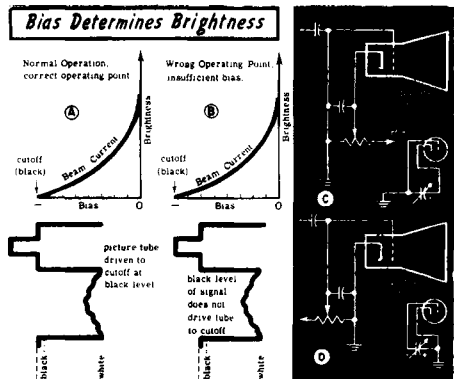 Bias Determines Brightness
Normal Operation,
correct operating point
A
cutoff
(black)
Beam Current
Brightness
Bias
0
picture tube
driven to
cutoff at
black level
black
white
Wrong Operating Point,
insufficient bias.
B
cutoff
(black)
Beam Current
Brightness
Bias
0
black level
of signal
does not
drive tube
to cutoff
black
white
C
D